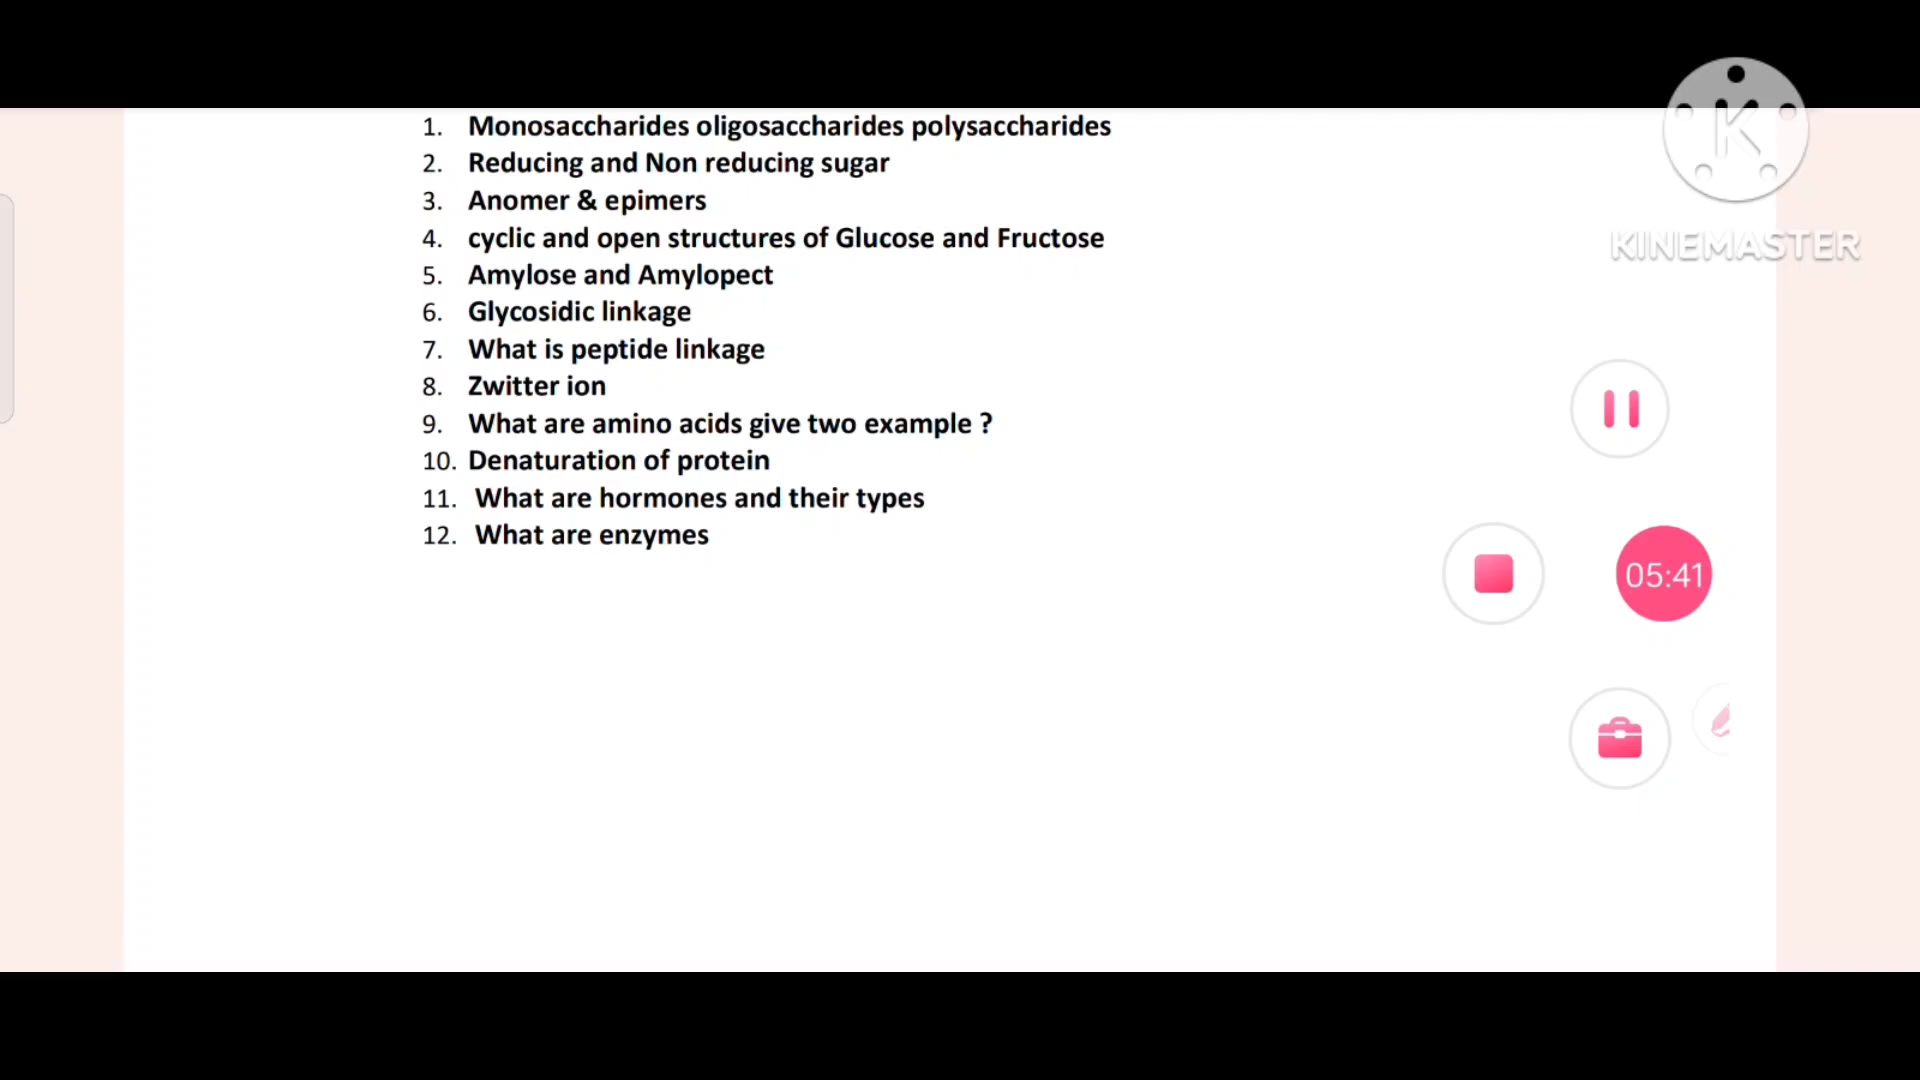 1. Monosaccharides oligosaccharides polysaccharides
2. Reducing and Non reducing sugar
3. Anomer & epimers
4. cyclic and open structures of Glucose and Fructose
5. Amylose and Amylopect
6. Glycosidic linkage
7. What is peptide linkage
8. Zwitter ion
9. What are amino acids give two example ?
10. Denaturation of protein
11. What are hormones and their types
12. What are enzymes
K
KINEMASTER
05:41